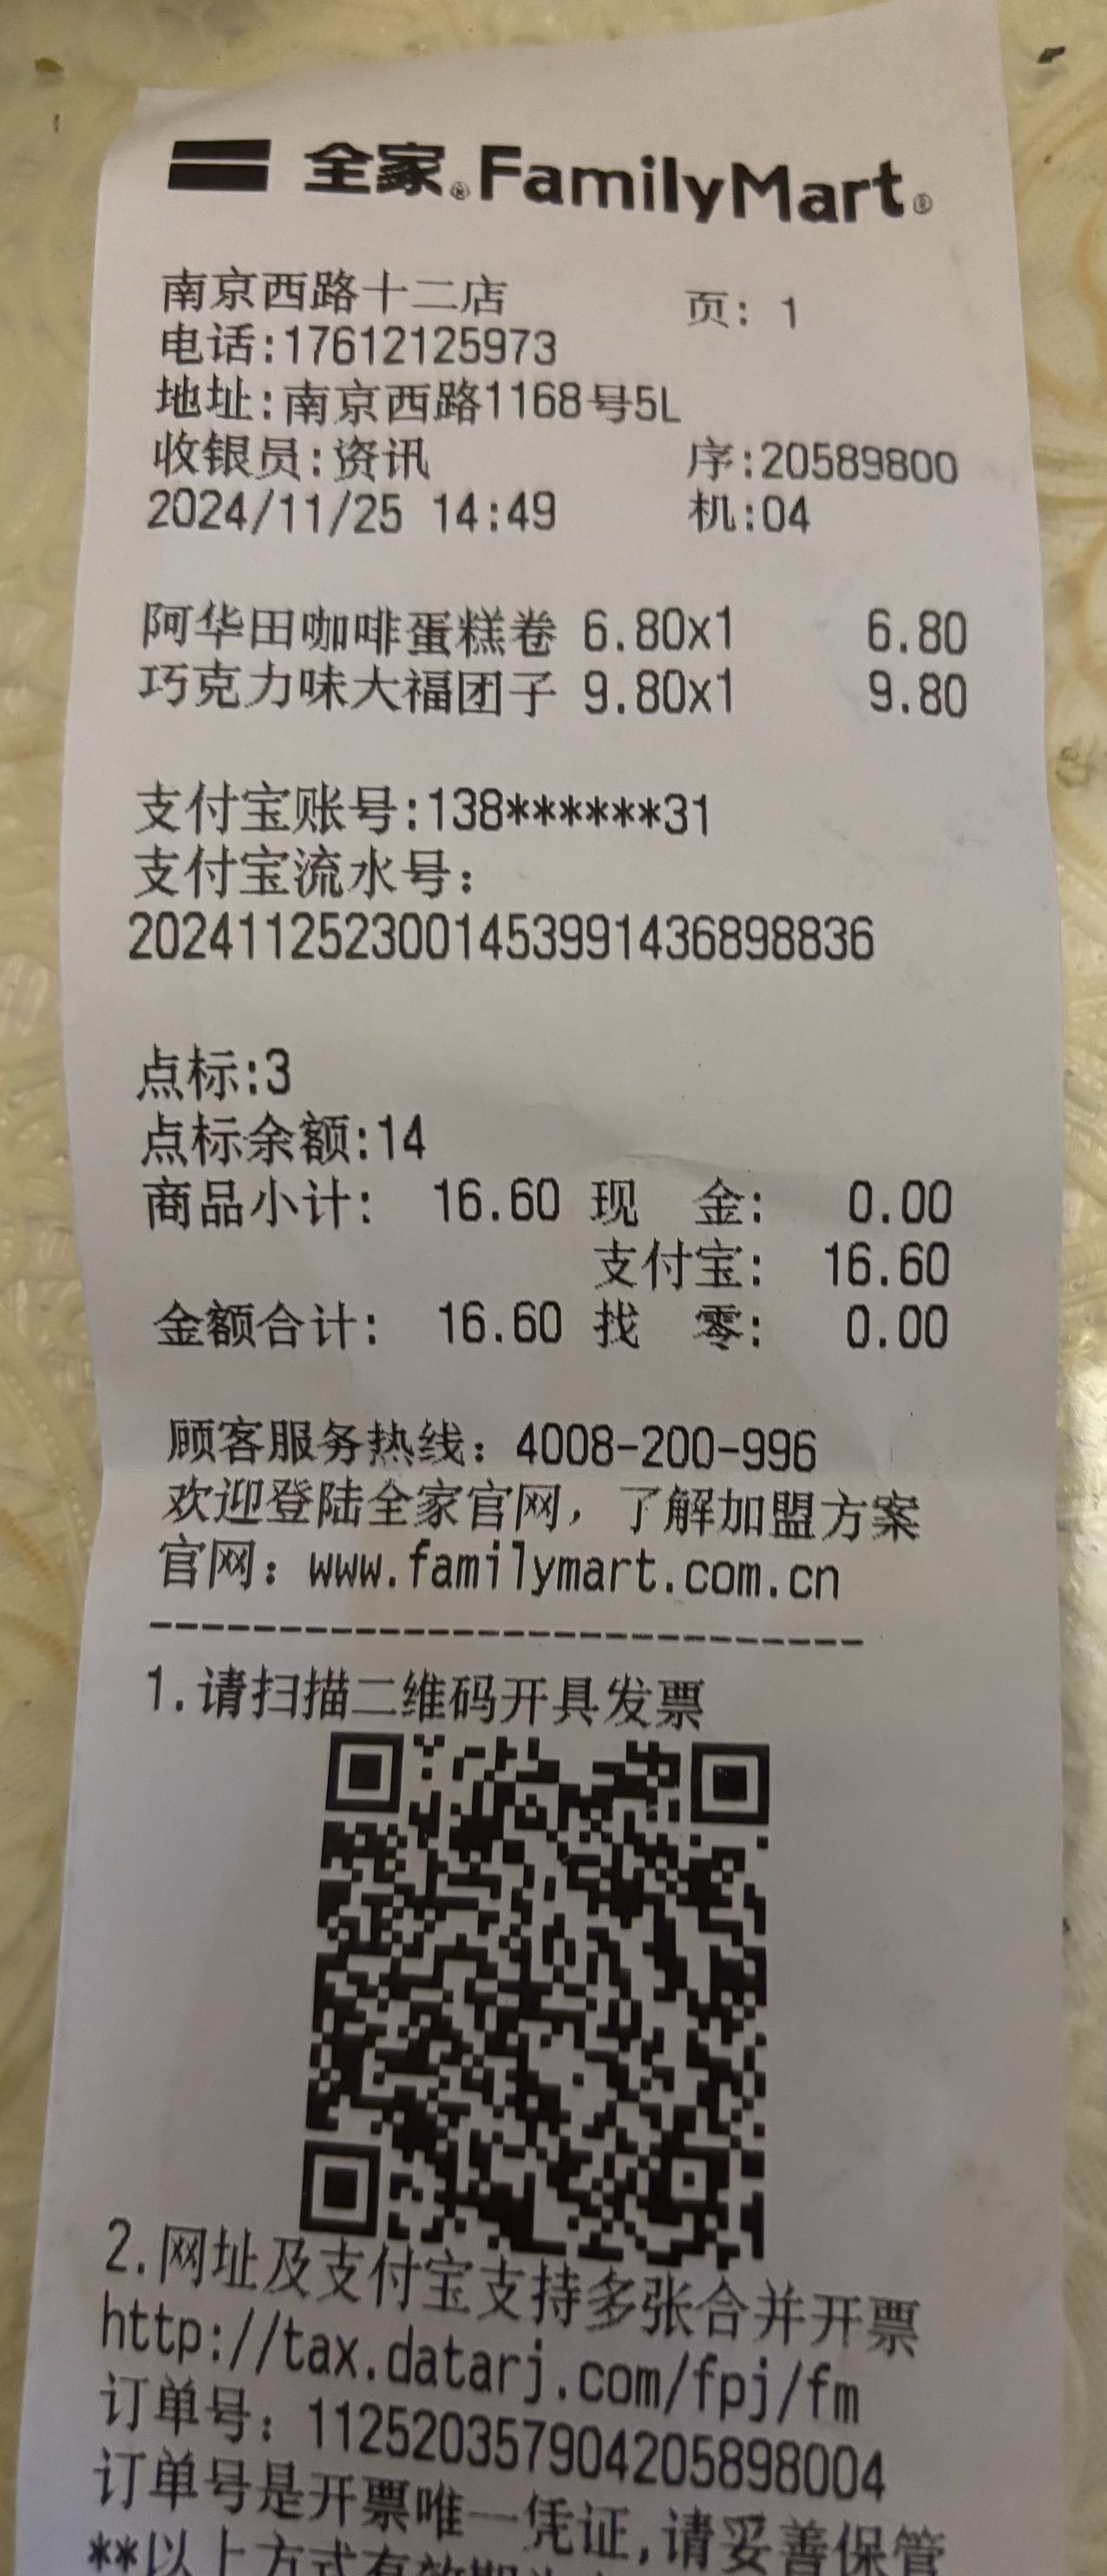 全家®FamilyMart®
南京西路十二店 页: 1
电话:17612125973
地址:南京西路1168号5L
收银员:资讯 序:20589800
2024/11/25 14:49 机:04
阿华田咖啡蛋糕卷 6.80x1 6.80
巧克力味大福团子 9.80x1 9.80
支付宝账号:138******31
支付宝流水号:
2024112523001453991436898836
点标:3
点标余额:14
商品小计: 16.60 现 金: 0.00
支付宝: 16.60
金额合计: 16.60 找 零: 0.00
顾客服务热线: 4008-200-996
欢迎登陆全家官网, 了解加盟方案
官网: www.familymart.com.cn
----------------------------
1.请扫描二维码开具发票
2.网址及支付宝支持多张合并开票
http://tax.datarj.com/fpj/fm
订单号: 112520357904205898004
订单号是开票唯一凭证,请妥善保管
**以上方式有效期为